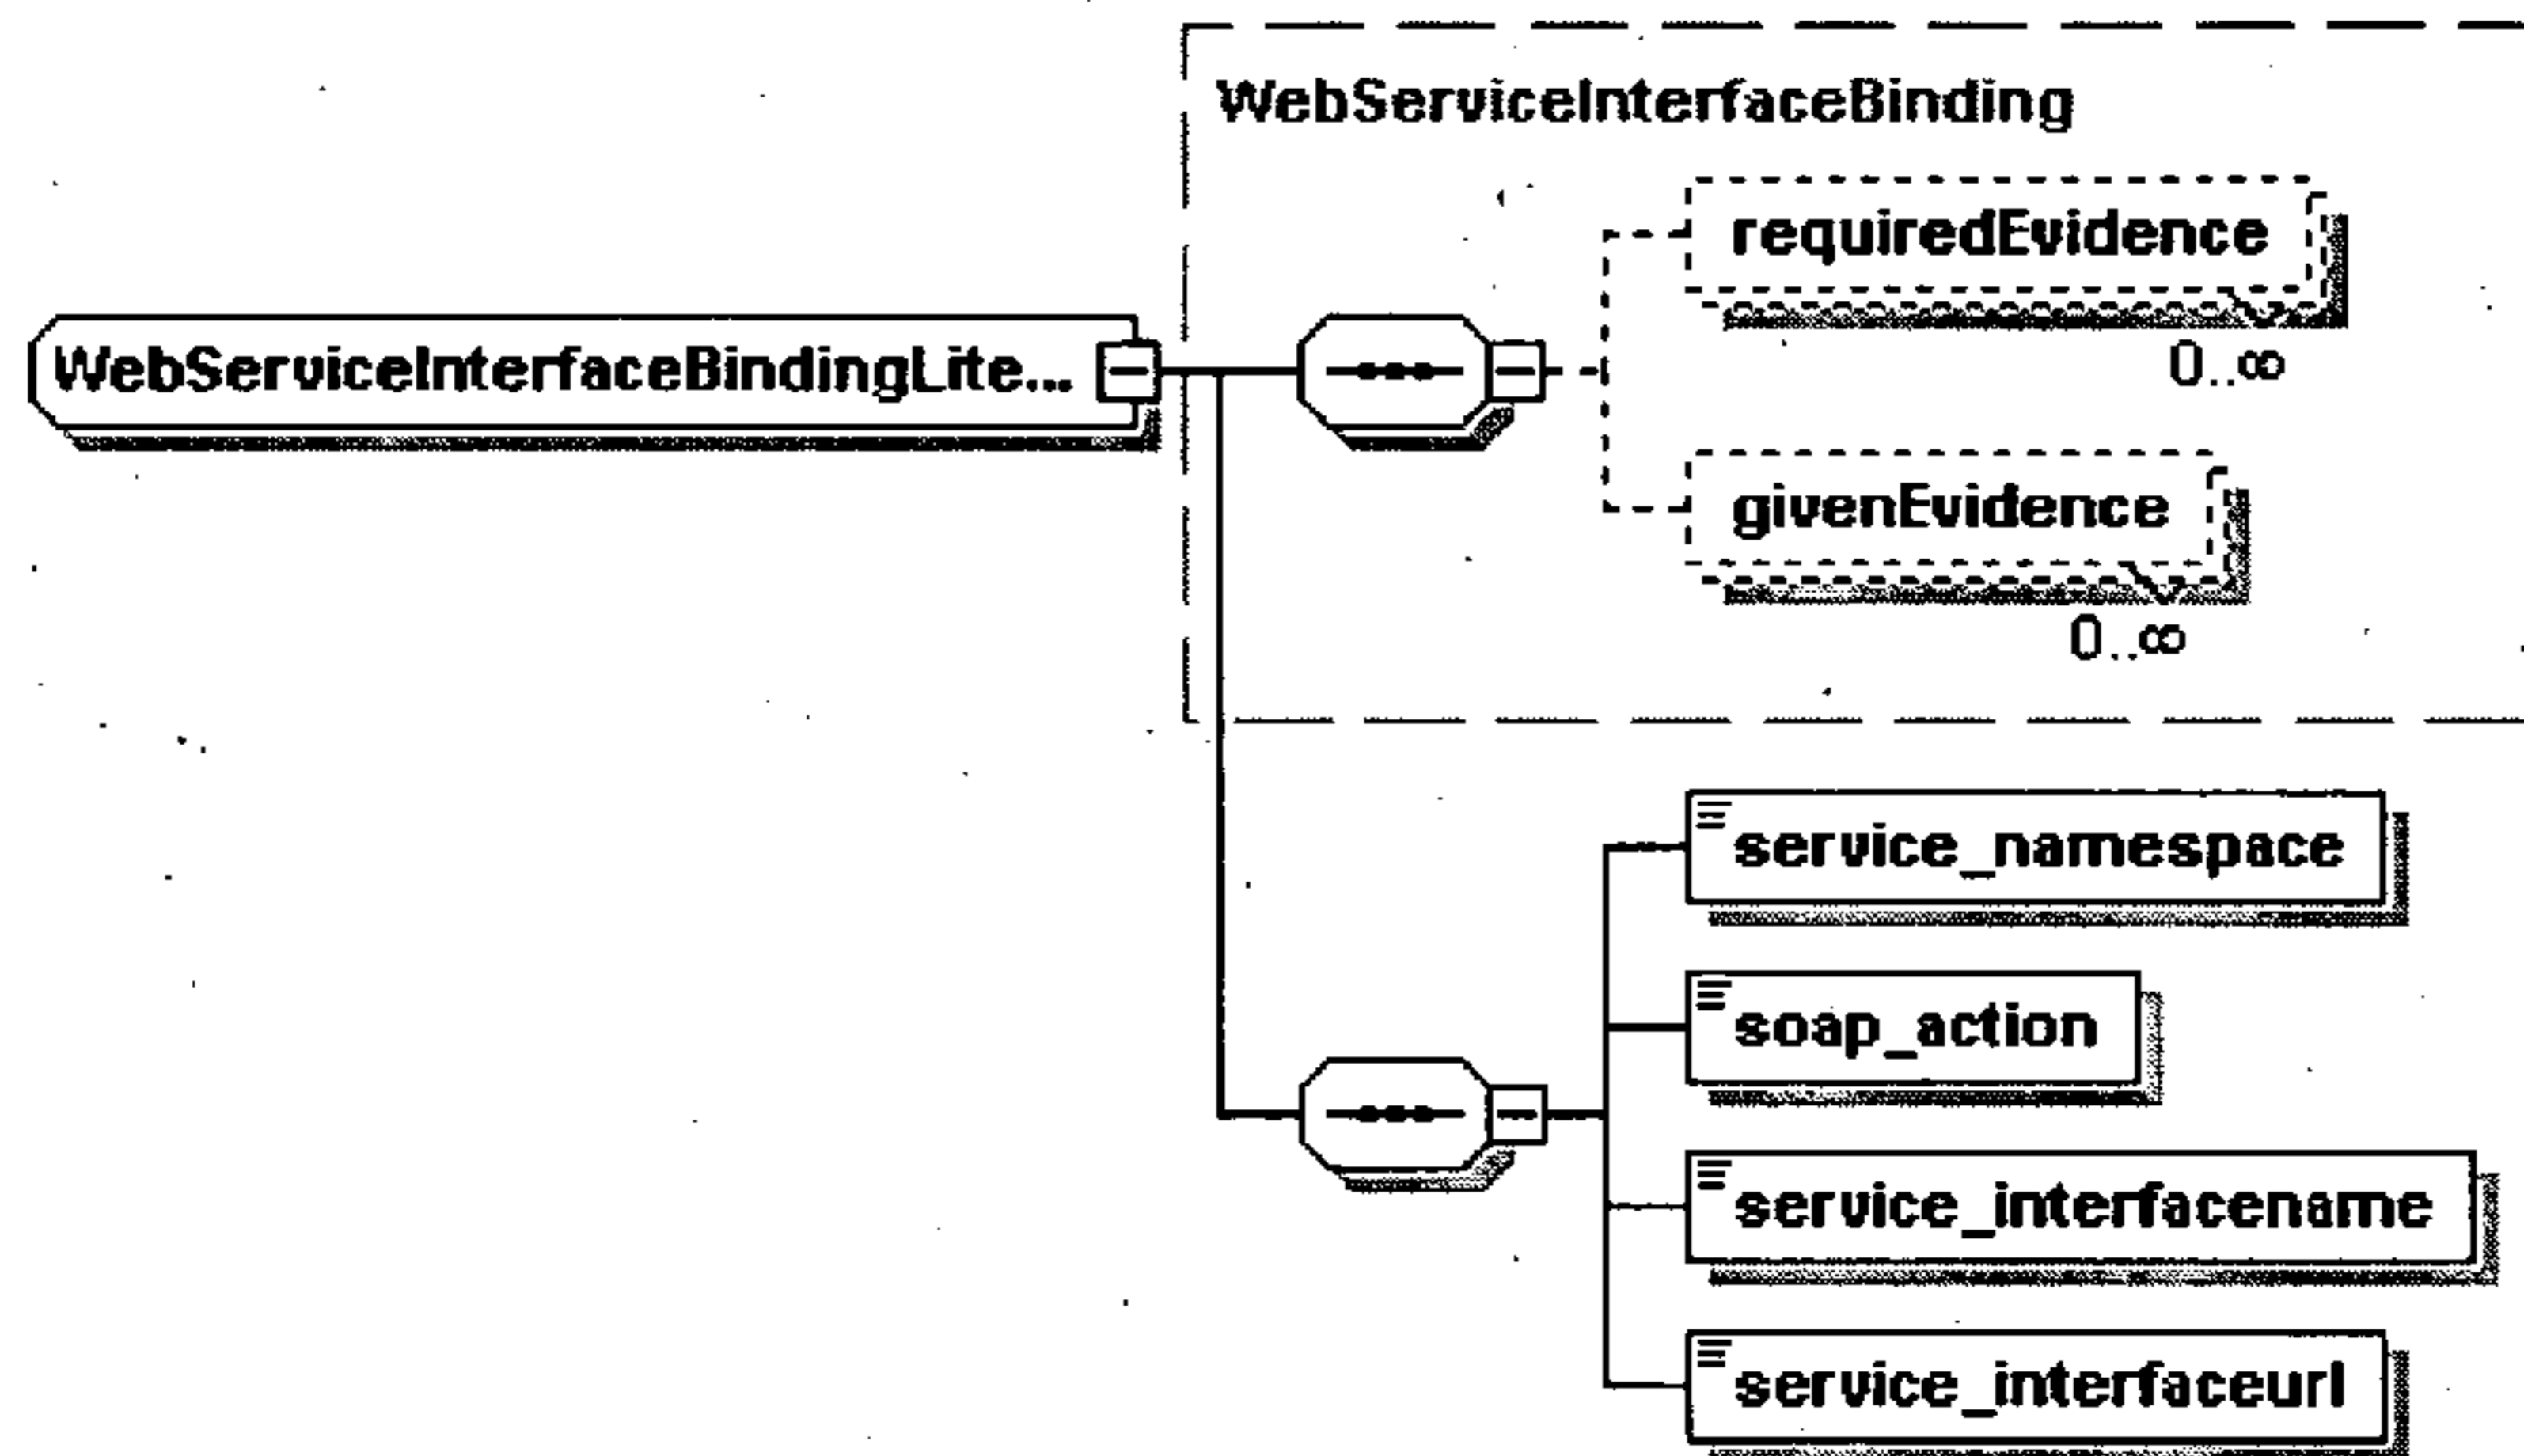 WebServiceInterfaceBinding
requiredEvidence
0..∞
WebServiceInterfaceBindingLite...
givenEvidence
0..∞
service_namespace
soap_action
service_interfacename
service_interfaceurl